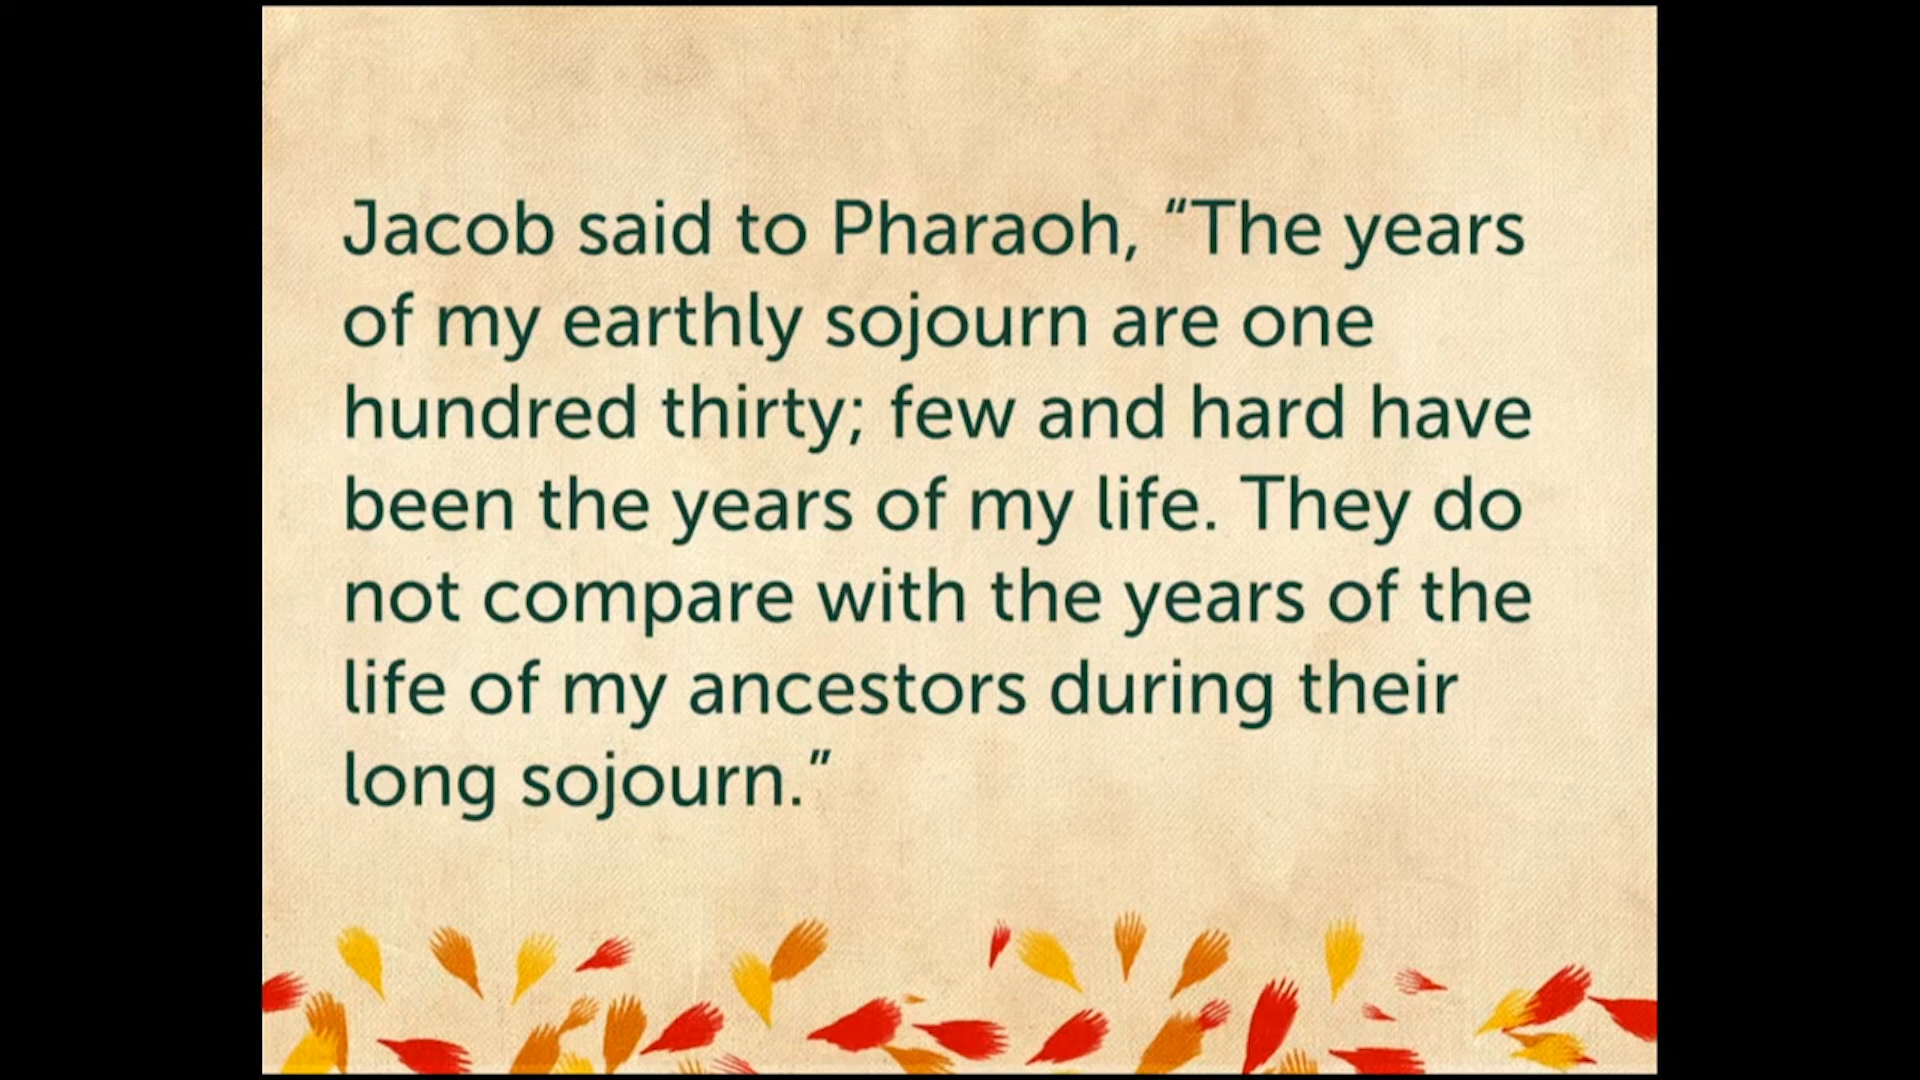 Jacob said to Pharaoh, “The years
of my earthly sojourn are one
hundred thirty; few and hard have
been the years of my life. They do
not compare with the years of the
life of my ancestors during their
long sojourn.”